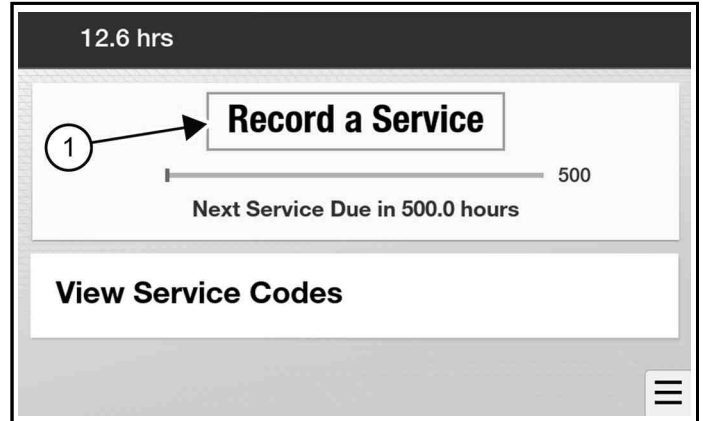 12.6 hrs
Record a Service
1
500
Next Service Due in 500.0 hours
View Service Codes